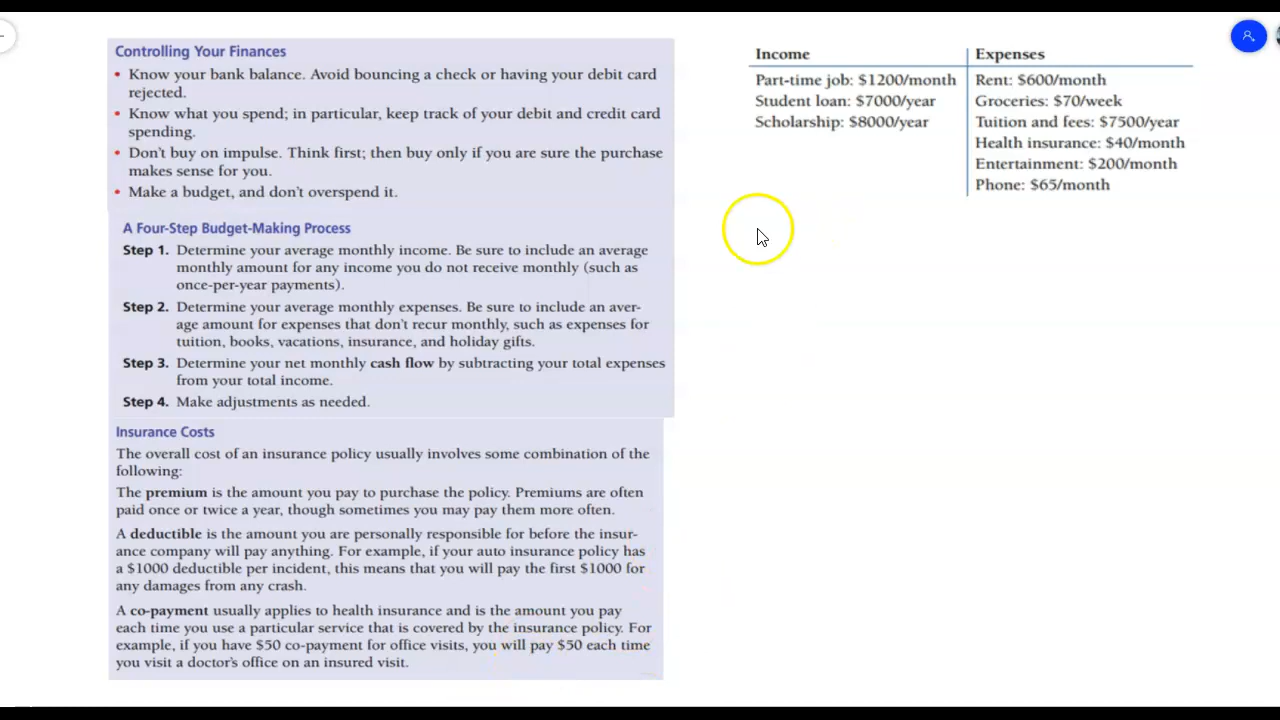 Controlling Your Finances
• Know your bank balance. Avoid bouncing a check or having your debit card
rejected.
• Know what you spend; in particular, keep track of your debit and credit card
spending.
• Don't buy on impulse. Think first; then buy only if you are sure the purchase
makes sense for you.
• Make a budget, and don't overspend it.
A Four-Step Budget-Making Process
Step 1. Determine your average monthly income. Be sure to include an average
monthly amount for any income you do not receive monthly (such as
once-per-year payments).
Step 2. Determine your average monthly expenses. Be sure to include an aver-
age amount for expenses that don't recur monthly, such as expenses for
tuition, books, vacations, insurance, and holiday gifts.
Step 3. Determine your net monthly cash flow by subtracting your total expenses
from your total income.
Step 4. Make adjustments as needed.
Insurance Costs
The overall cost of an insurance policy usually involves some combination of the
following:
The premium is the amount you pay to purchase the policy. Premiums are often
paid once or twice a year, though sometimes you may pay them more often.
A deductible is the amount you are personally responsible for before the insur-
ance company will pay anything. For example, if your auto insurance policy has
a $1000 deductible per incident, this means that you will pay the first $1000 for
any damages from any crash.
A co-payment usually applies to health insurance and is the amount you pay
each time you use a particular service that is covered by the insurance policy. For
example, if you have $50 co-payment for office visits, you will pay $50 each time
you visit a doctor's office on an insured visit.
Income
Part-time job: $1200/month
Student loan: $7000/year
Scholarship: $8000/year
Expenses
Rent: $600/month
Groceries: $70/week
Tuition and fees: $7500/year
Health insurance: $40/month
Entertainment: $200/month
Phone: $65/month